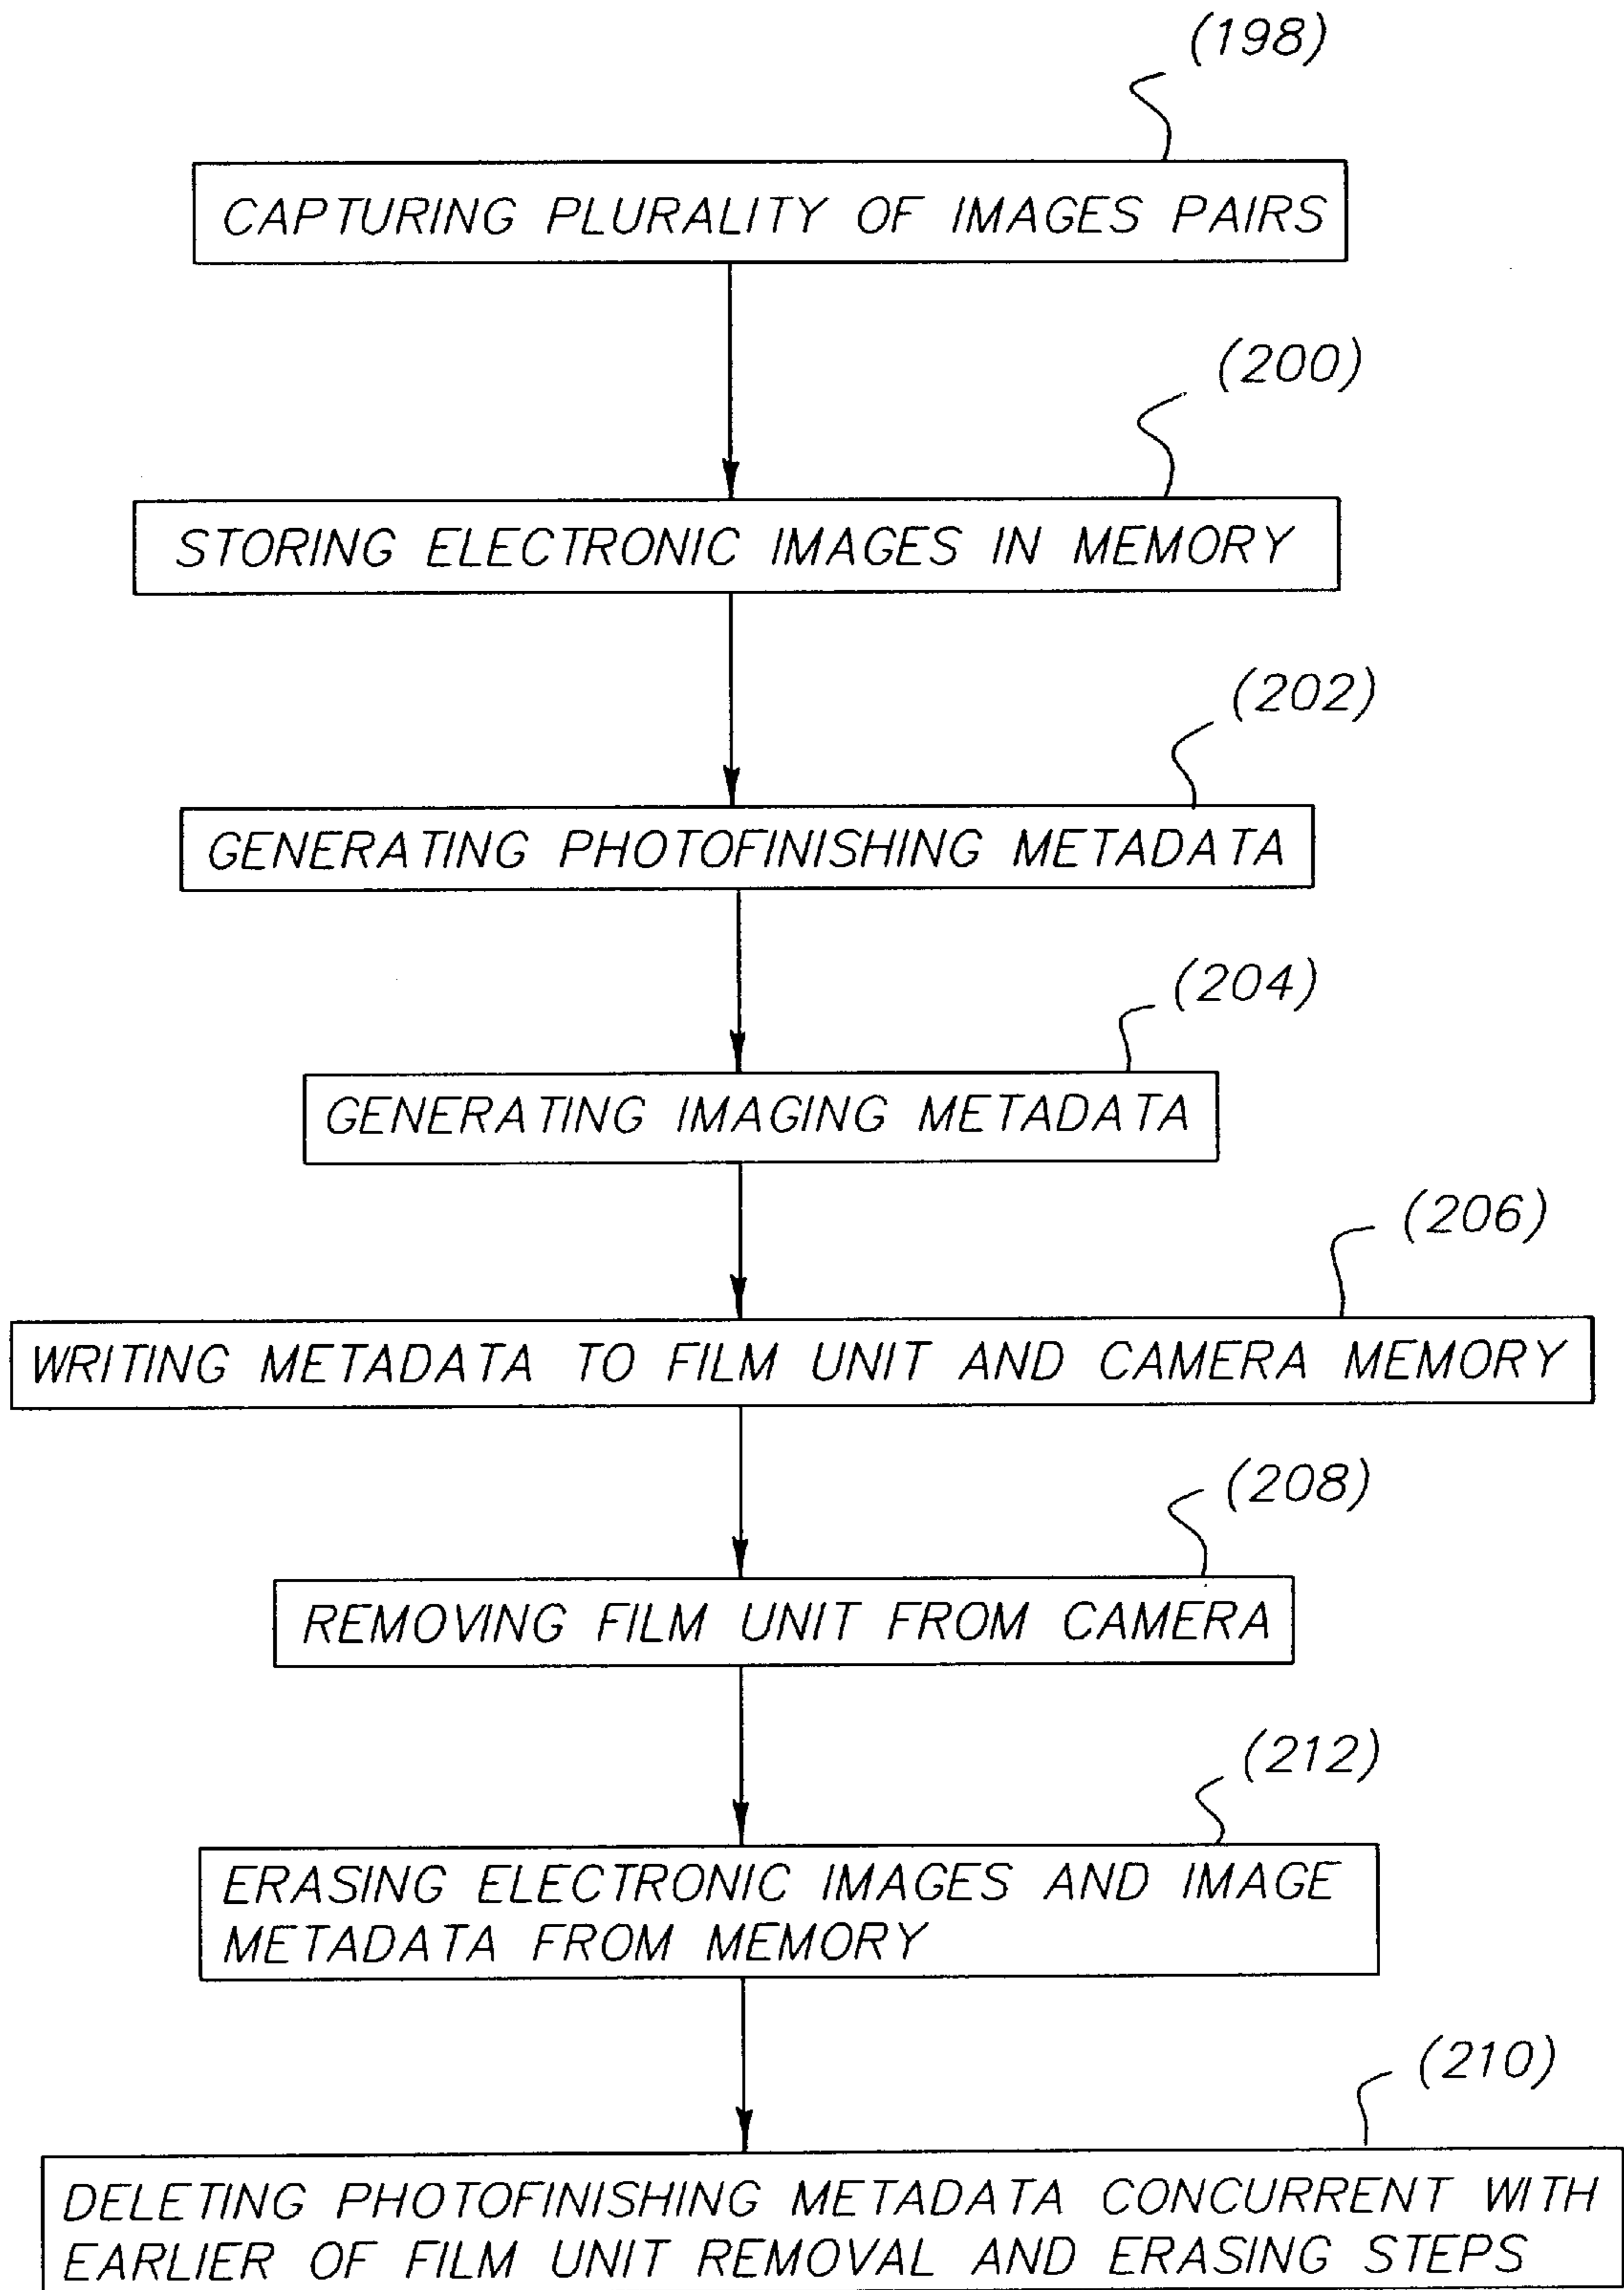 (198)
CAPTURING PLURALITY OF IMAGES PAIRS
(200)
STORING ELECTRONIC IMAGES IN MEMORY
(202)
GENERATING PHOTOFINISHING METADATA
(204)
GENERATING IMAGING METADATA
(206)
WRITING METADATA TO FILM UNIT AND CAMERA MEMORY
(208)
REMOVING FILM UNIT FROM CAMERA
(212)
ERASING ELECTRONIC IMAGES AND IMAGE
METADATA FROM MEMORY
(210)
DELETING PHOTOFINISHING METADATA CONCURRENT WITH
EARLIER OF FILM UNIT REMOVAL AND ERASING STEPS